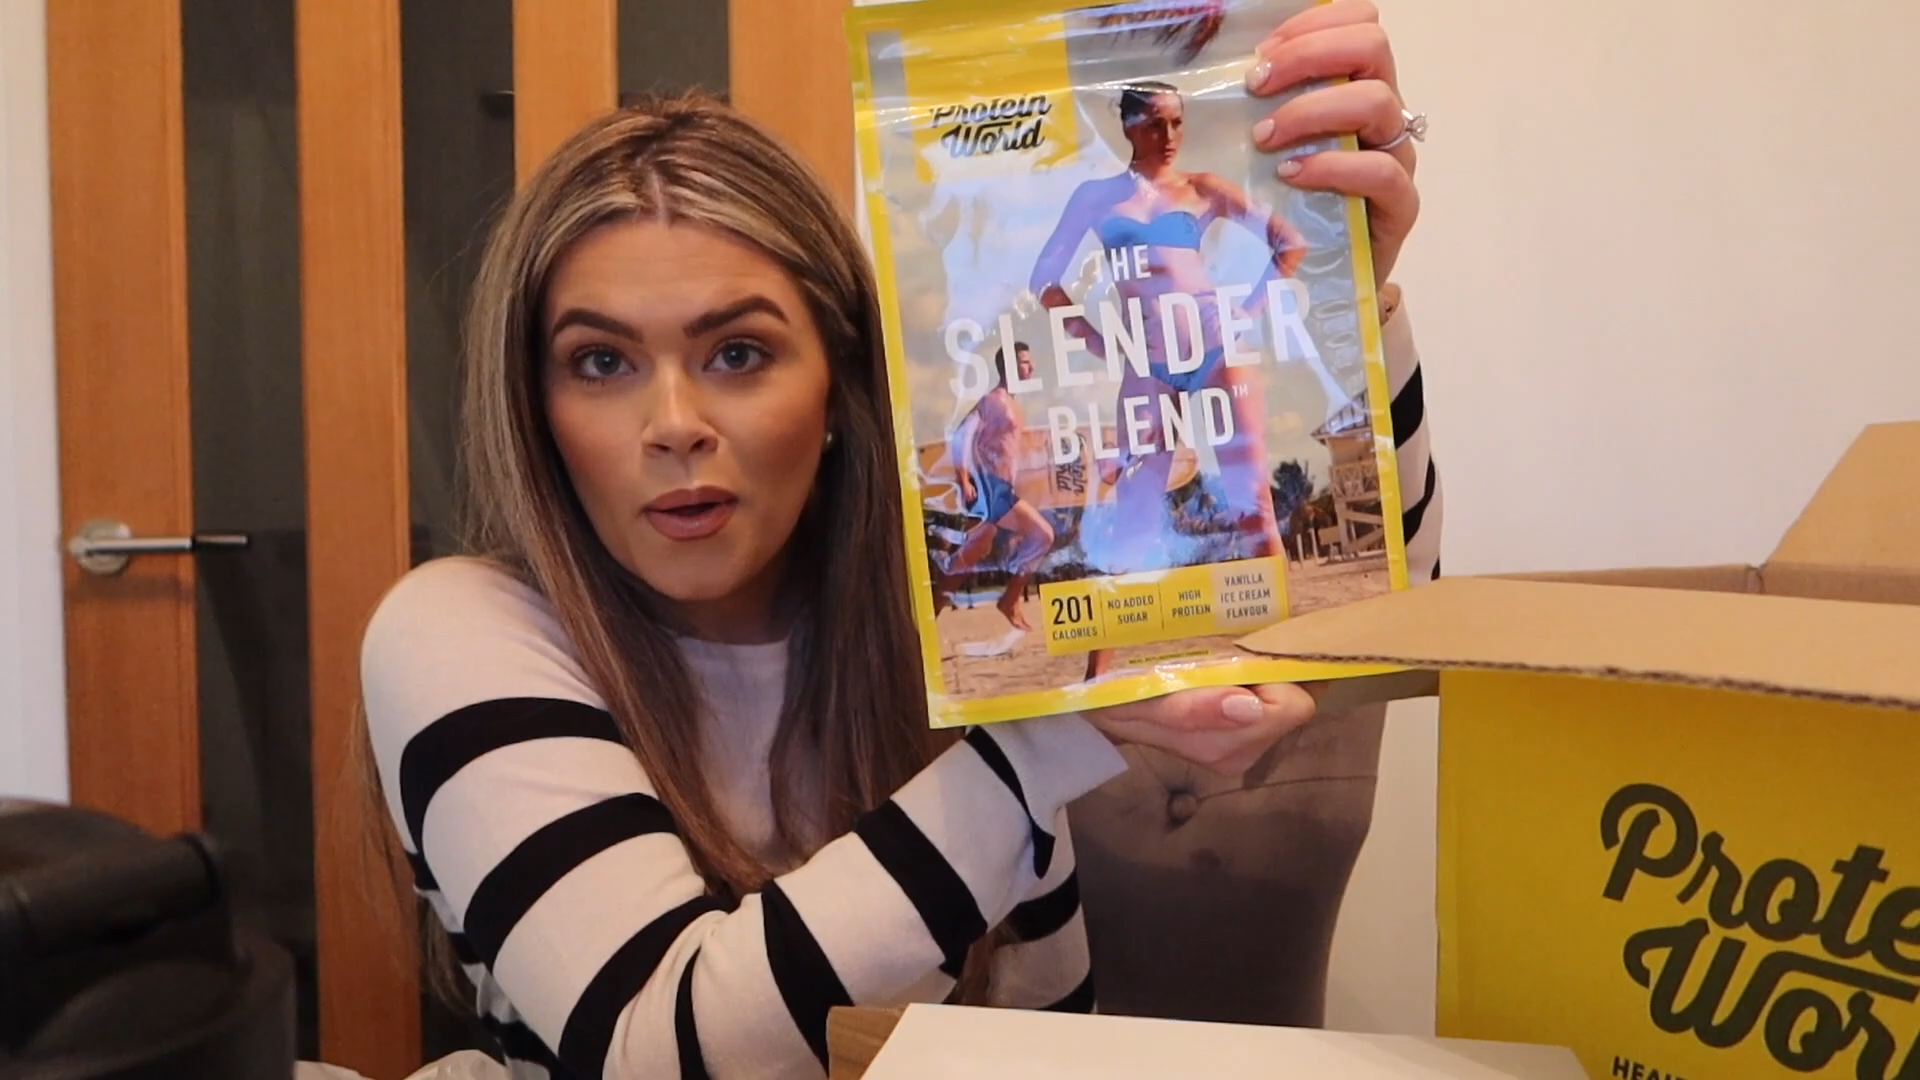 Protein
World
THE
SLENDER
BLEND™
201
CALORIES
NO ADDED
SUGAR
HIGH
PROTEIN
VANILLA
ICE CREAM
FLAVOUR
Prote
Wor